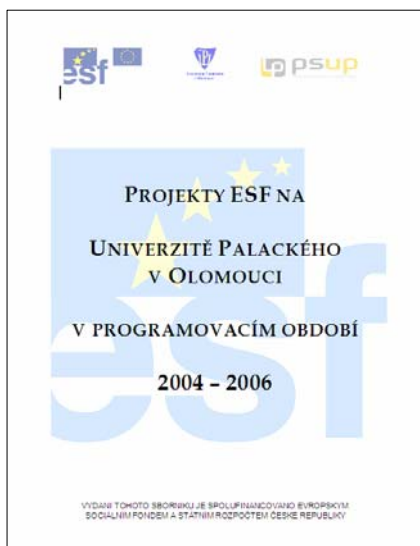 esf
psup
PROJEKTY ESF NA
UNIVERZITĚ PALACKÉHO
V OLOMOUCI
V PROGRAMOVACÍM OBDOBÍ
2004 – 2006
esf
VYDÁNÍ TOHOTO SBORNÍKU JE SPOLUFINANCOVÁNO EVROPSKÝM
SOCIÁLNÍM FONDEM A STÁTNÍM ROZPOČTEM ČESKÉ REPUBLIKY